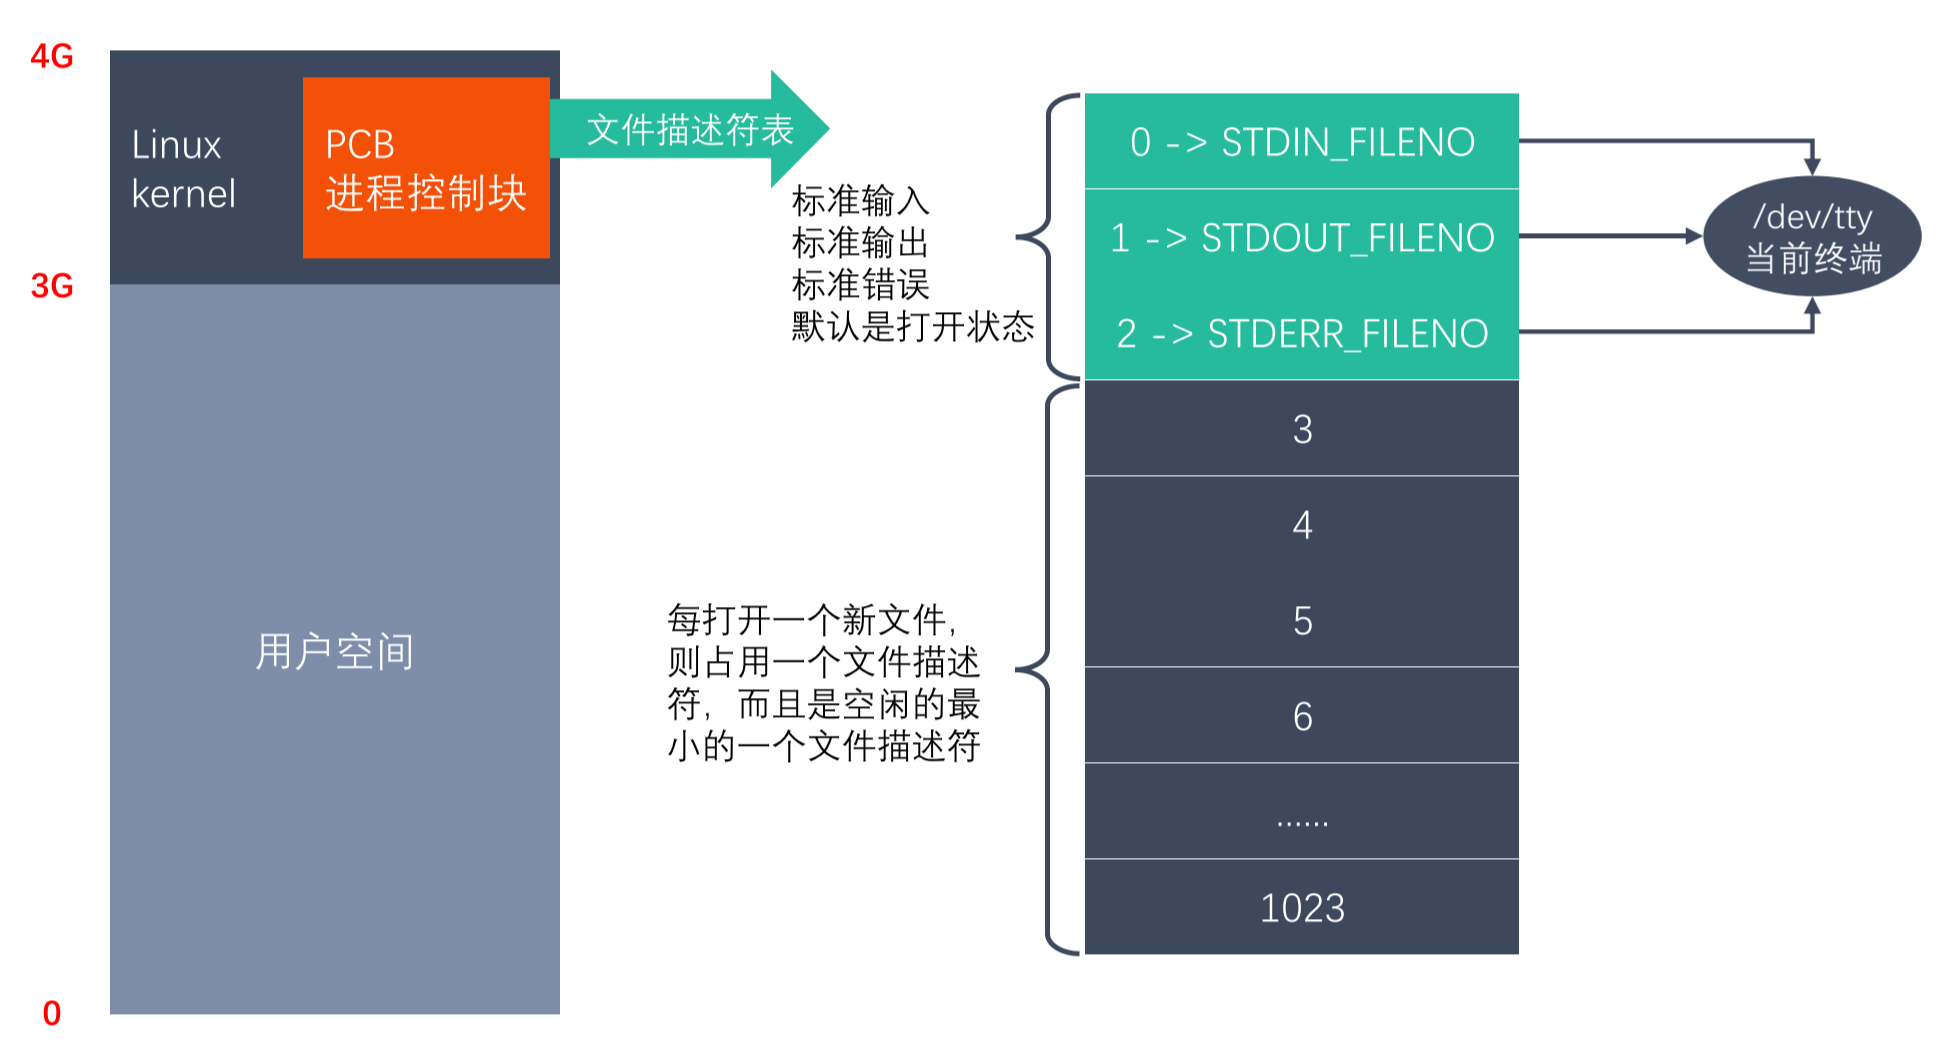 4G
Linux
kernel
PCB
进程控制块
文件描述符表
3G
用户空间
0
标准输入
标准输出
标准错误
默认是打开状态
每打开一个新文件,
则占用一个文件描述
符，而且是空闲的最
小的一个文件描述符
0 -> STDIN_FILENO
1 -> STDOUT_FILENO
2 -> STDERR_FILENO
3
4
5
6
......
1023
/dev/tty
当前终端